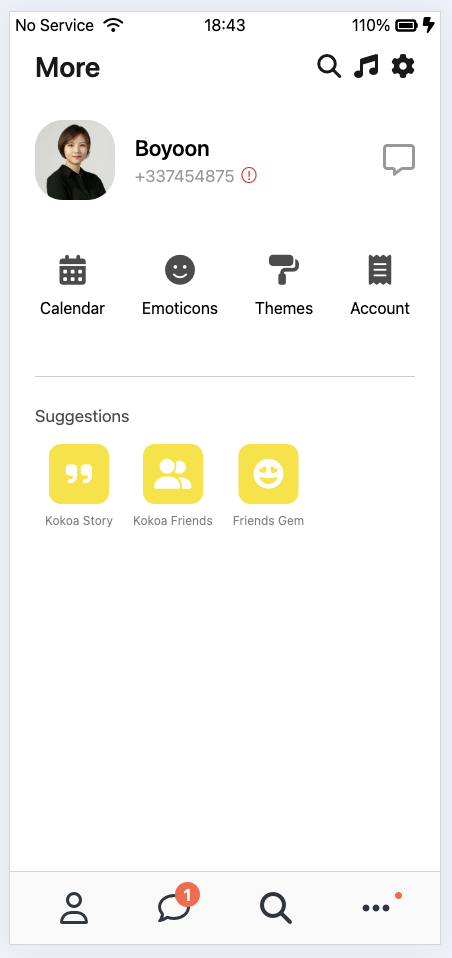 No Service 18:43 110%
More
Boyoon
+337454875
Calendar Emoticons Themes Account
Suggestions
Kokoa Story Kokoa Friends Friends Gem
1